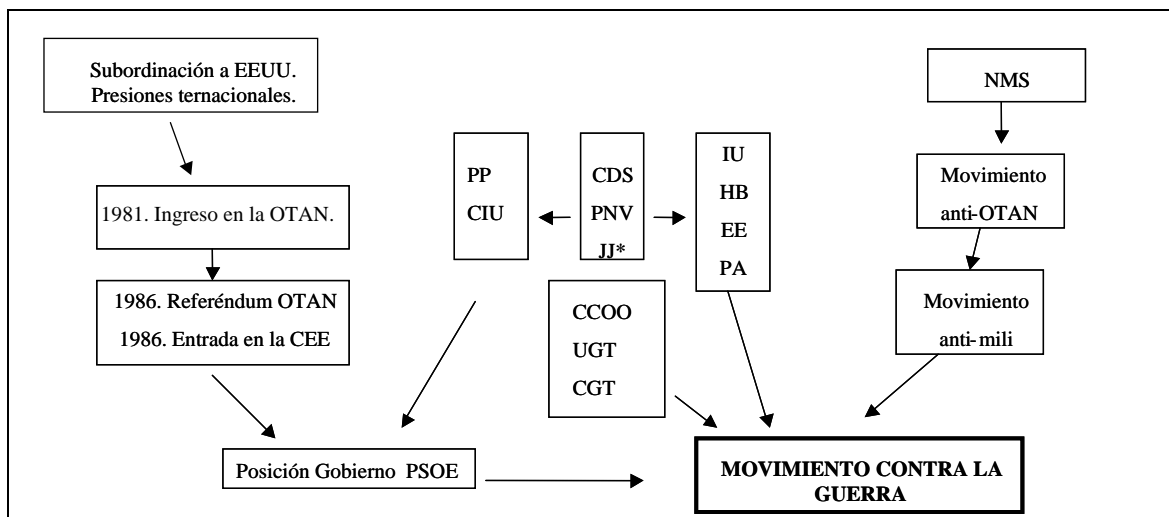 Subordinación a EEUU.
Presiones ternacionales.
1981. Ingreso en la OTAN.
1986. Referéndum OTAN
1986. Entrada en la CEE
PP
CIU
CDS
PNV
JJ*
IU
HB
EE
PA
CCOO
UGT
CGT
NMS
Movimiento
anti-OTAN
Movimiento
anti-mili
Posición Gobierno PSOE
MOVIMIENTO CONTRA LA
GUERRA